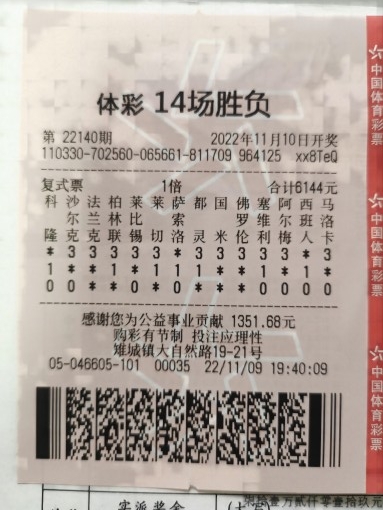 体彩 14场胜负
第 22140期 2022年11月10日开奖
110330-702560-065661-811709 964125 xx8TeQ
复式票 1倍 合计6144元
科 沙 法 柏 莱 莱 萨 都 国 佛 塞 阿 西 马
尔 兰 林 比 索 罗 维 尔 班 洛
隆 克 克 联 锡 切 洛 灵 米 伦 利 梅 人 卡
* 3 3 3 3 * 3 3 3 3 * 3 * 3
1 * * * 1 1 * * * * 1 * 1 *
0 0 0 0 * 0 0 0 0 0 * 0 0 0
感谢您为公益事业贡献 1351.68元
购彩有节制 投注应理性
雉城镇大自然路19-21号
05-046605-101 00035 22/11/09 19:40:09
中国体育彩票
中国体育彩票
中国体育彩票